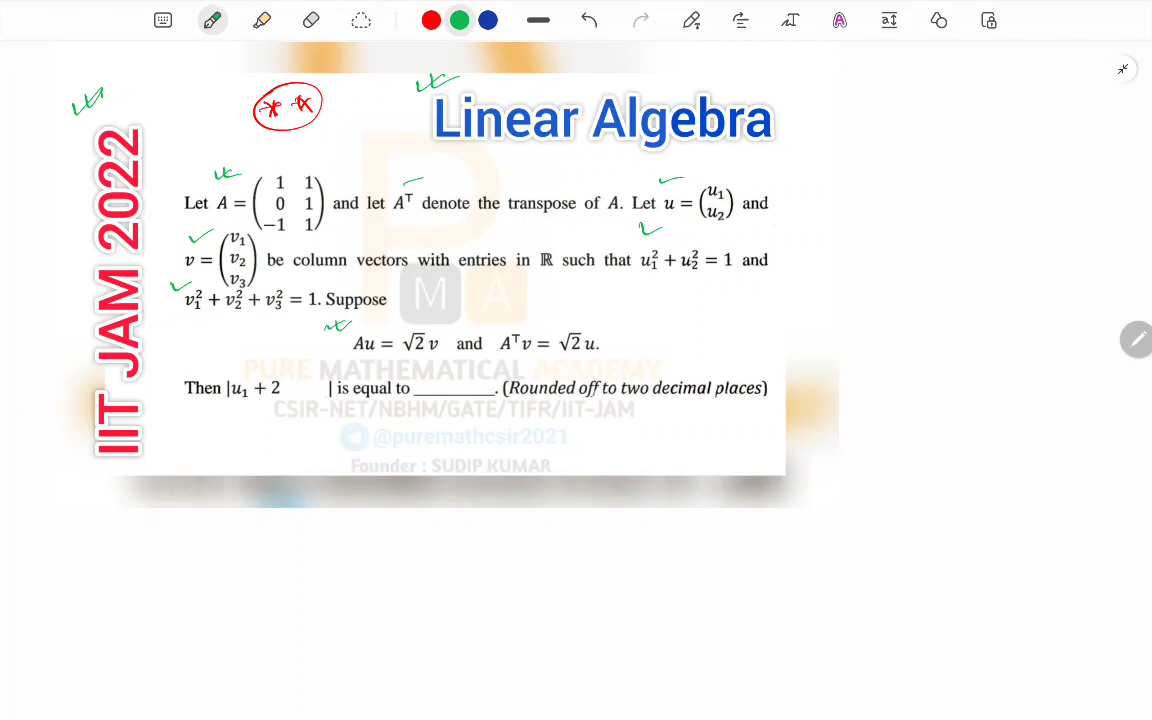 Linear Algebra
IIT JAM 2022
Let A = ( 1 1 ; 0 1 ; −1 1 ) and let Aᵀ denote the transpose of A. Let u = ( u₁ ; u₂ ) and
v = ( v₁ ; v₂ ; v₃ ) be column vectors with entries in ℝ such that u₁² + u₂² = 1 and
v₁² + v₂² + v₃² = 1. Suppose
Au = √2 v and Aᵀv = √2 u.
PURE MATHEMATICAL ACADEMY
Then |u₁ + 2 | is equal to ________. (Rounded off to two decimal places)
CSIR-NET/NBHM/GATE/TIFR/IIT-JAM
@puremathcsir2021
Founder : SUDIP KUMAR
P
M A